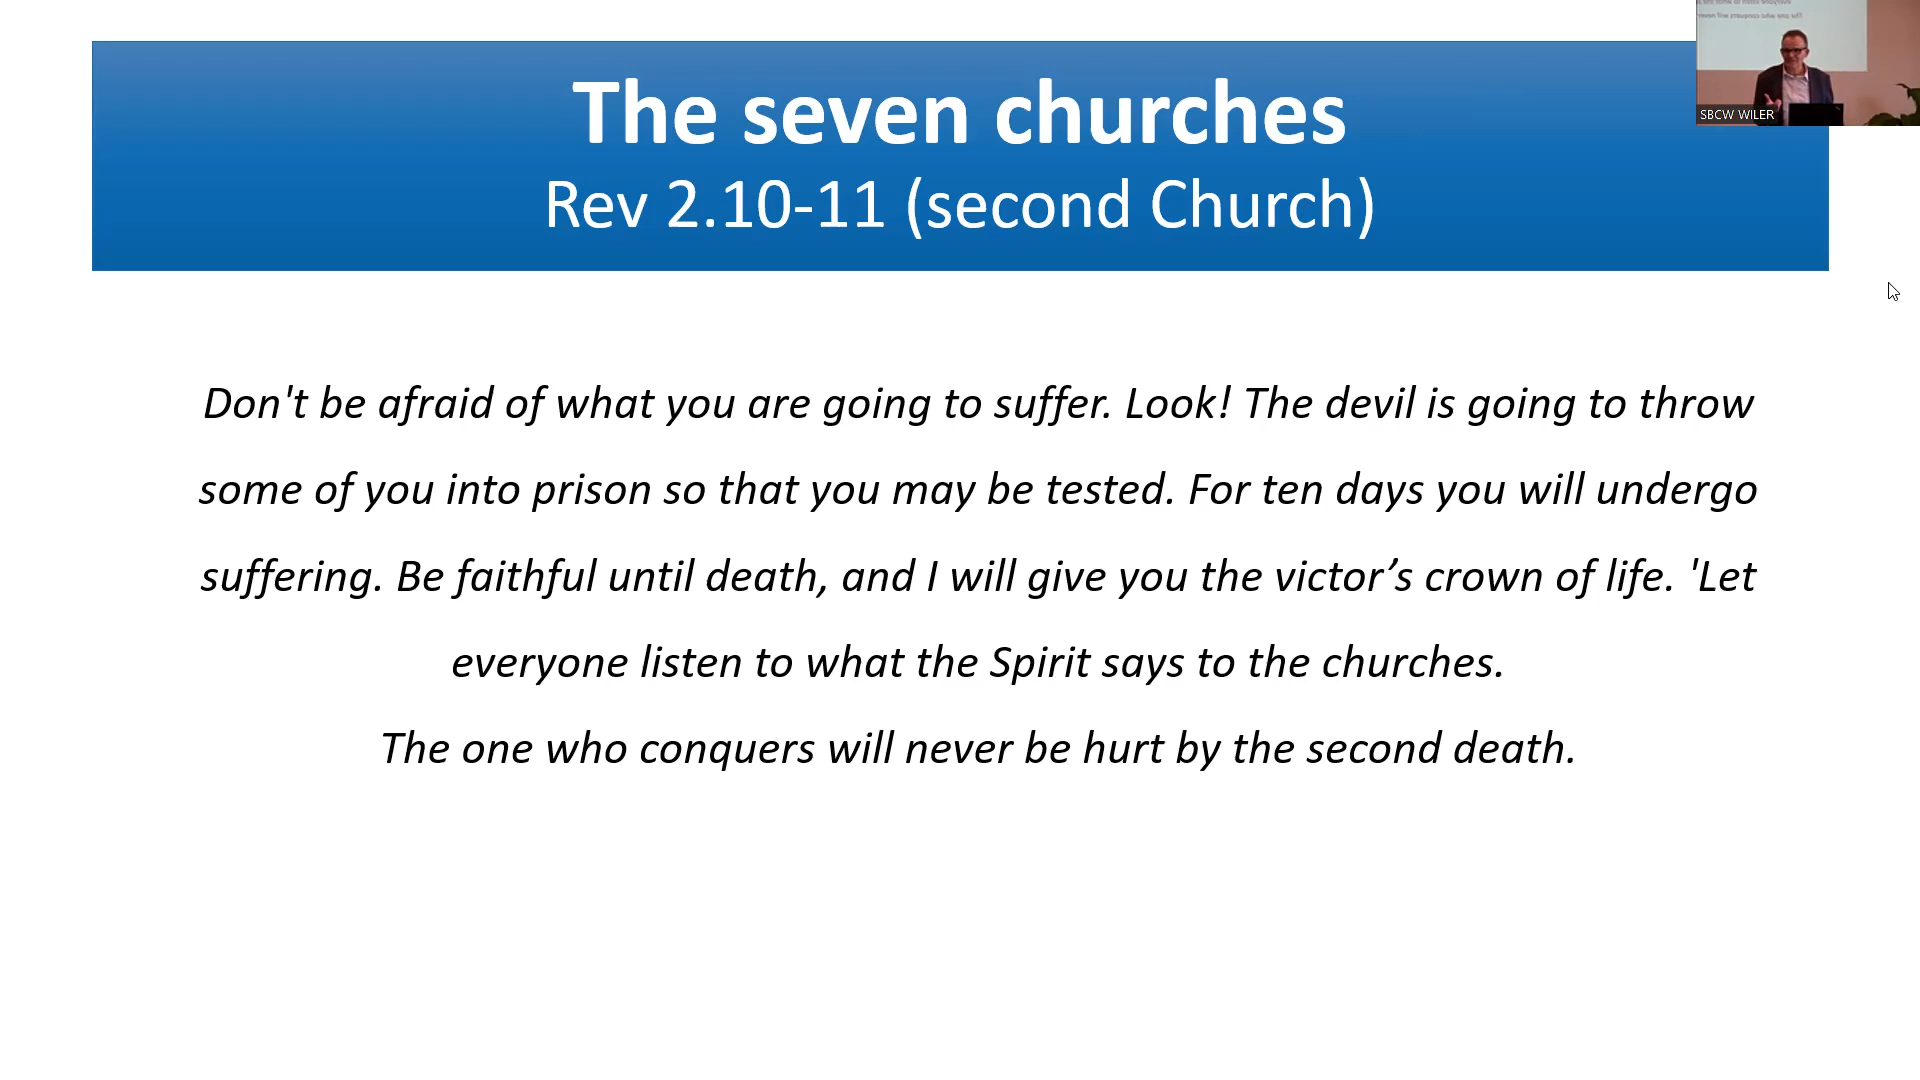 The seven churches
Rev 2.10-11 (second Church)
SBCW WILER
Don't be afraid of what you are going to suffer. Look! The devil is going to throw
some of you into prison so that you may be tested. For ten days you will undergo
suffering. Be faithful until death, and I will give you the victor’s crown of life. 'Let
everyone listen to what the Spirit says to the churches.
The one who conquers will never be hurt by the second death.